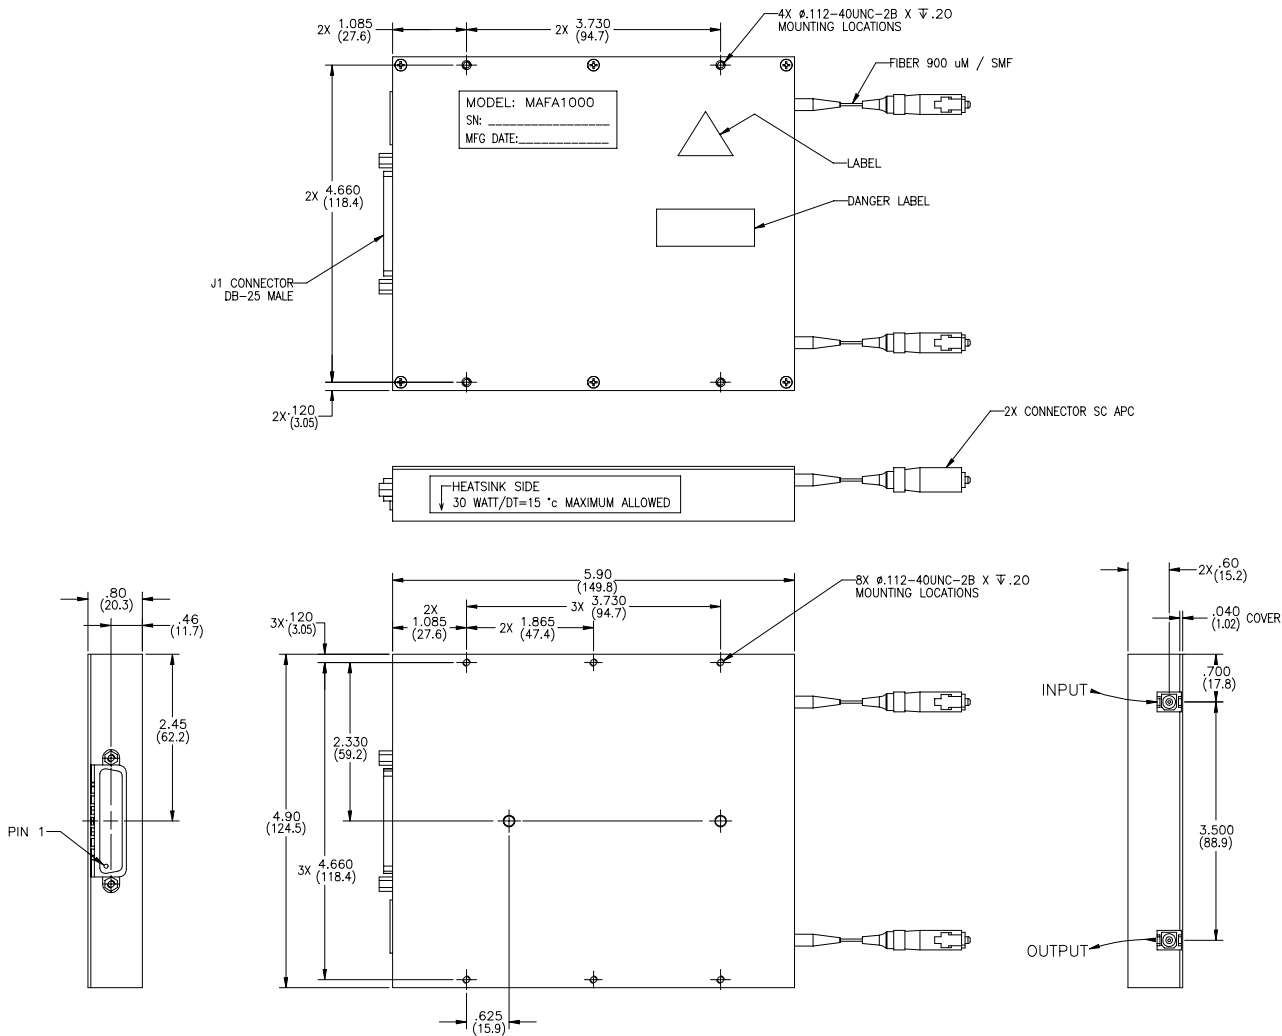 2X 1.085
(27.6)
2X 3.730
(94.7)
4X ø.112-40UNC-2B X ↧.20
MOUNTING LOCATIONS
FIBER 900 uM / SMF
MODEL: MAFA1000
SN: _________________
MFG DATE:_____________
LABEL
2X 4.660
(118.4)
DANGER LABEL
J1 CONNECTOR
DB-25 MALE
2X .120
(3.05)
2X CONNECTOR SC APC
HEATSINK SIDE
30 WATT/DT=15 °c MAXIMUM ALLOWED
.80
(20.3)
.46
(11.7)
2.45
(62.2)
PIN 1
5.90
(149.8)
3X 3.730
(94.7)
8X ø.112-40UNC-2B X ↧.20
MOUNTING LOCATIONS
3X .120
(3.05)
2X
1.085
(27.6)
2X 1.865
(47.4)
2.330
(59.2)
4.90
(124.5)
3X 4.660
(118.4)
.625
(15.9)
2X .60
(15.2)
.040
(1.02) COVER
.700
(17.8)
INPUT
3.500
(88.9)
OUTPUT